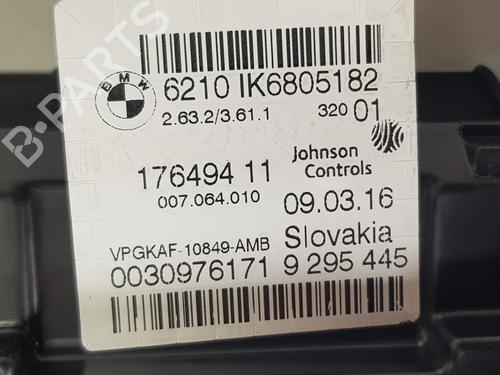 BMW
6210 IK6805182
2.63.2/3.61.1 320 01
Johnson
Controls
176494 11
007.064.010 09.03.16
VPGKAF-10849-AMB Slovakia
0030976171 9 295 445
B-PARTS